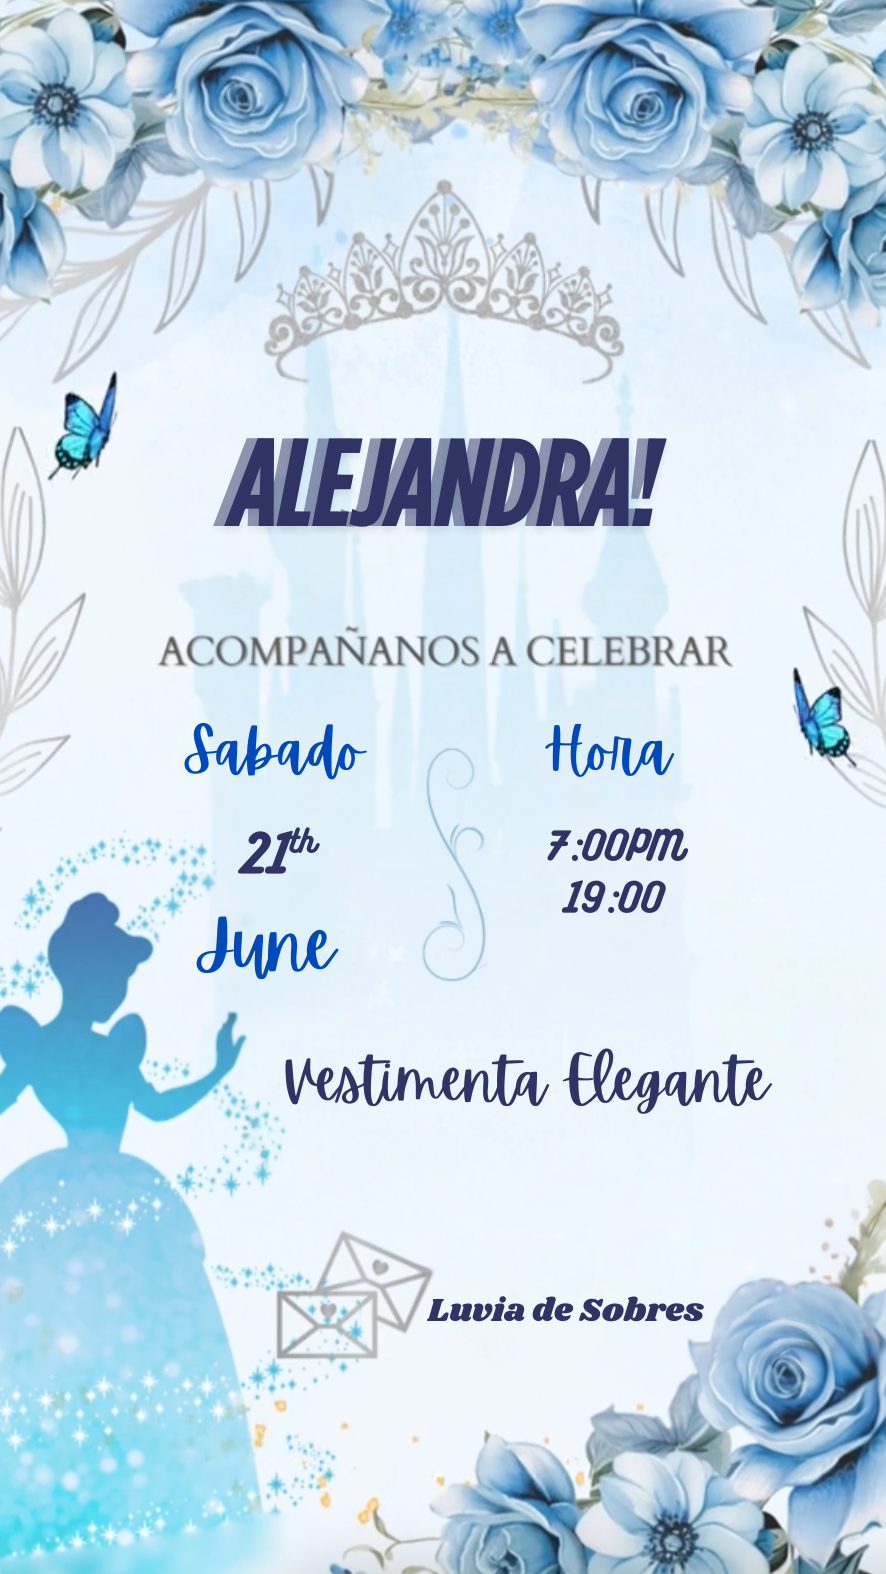 ALEJANDRA!
ACOMPAÑANOS A CELEBRAR
Sabado
21th
June
Hora
7:00pm
19:00
Vestimenta Elegante
Luvia de Sobres